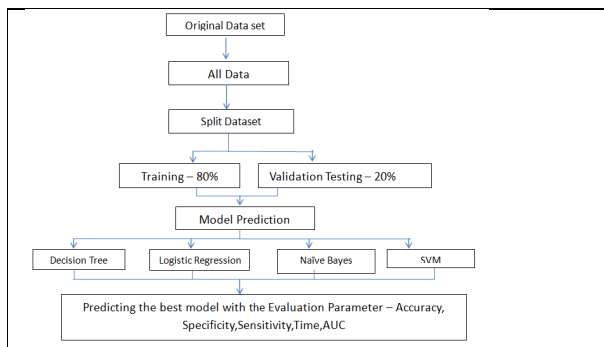 Original Data set
All Data
Split Dataset
Training – 80%
Validation Testing – 20%
Model Prediction
Decision Tree
Logistic Regression
Naïve Bayes
SVM
Predicting the best model with the Evaluation Parameter – Accuracy,
Specificity,Sensitivity,Time,AUC